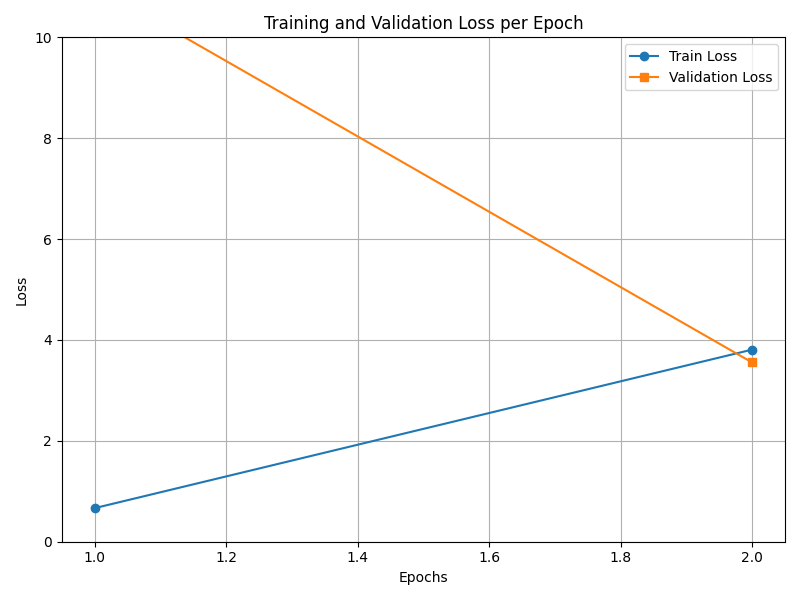 Training and Validation Loss per Epoch
Train Loss
Validation Loss
10
8
6
4
2
0
Loss
1.0 1.2 1.4 1.6 1.8 2.0
Epochs